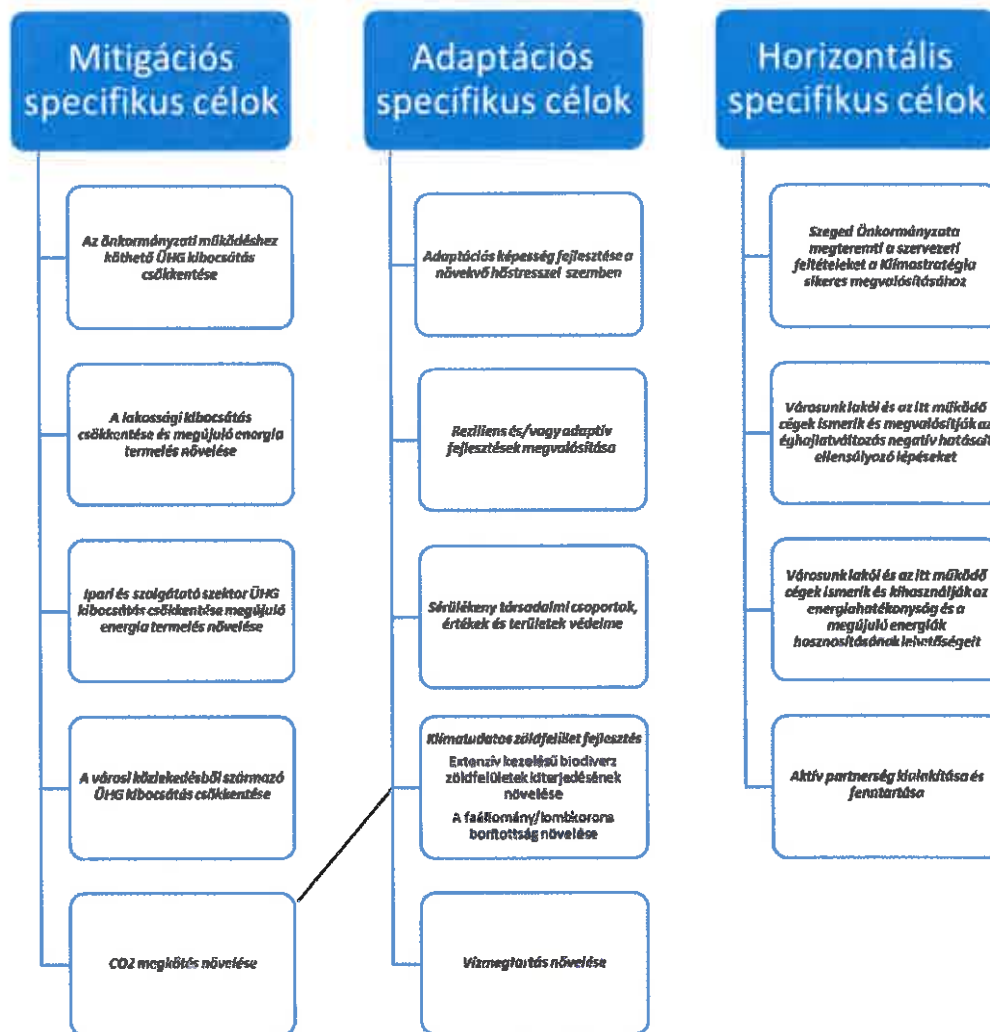 Mitigációs
specifikus célok
Az önkormányzati működéshez
köthető ÜHG kibocsátás
csökkentése
A lakossági kibocsátás
csökkentése és megújuló energia
termelés növelése
Ipari és szolgátató szektor ÜHG
kibocsátás csökkentése megújuló
energia termelés növelése
A városi közlekedésből származó
ÜHG kibocsátás csökkentése
CO2 megkötés növelése
Adaptációs
specifikus célok
Adaptációs képesség fejlesztése a
növekvő hőstresszel szemben
Reziliens és/vagy adaptív
fejlesztések megvalósítása
Sérülékeny társadalmi csoportok,
értékek és területek védelme
Klímatudatos zöldfelület fejlesztés
Extenzív kezelésű biodiverz
zöldfelületek kiterjedésének
növelése
A faállomány/lombkorona
borítottság növelése
Vízmegtartás növelése
Horizontális
specifikus célok
Szeged Önkormányzata
megteremti a szervezeti
feltételeket a Klímastratégia
sikeres megvalósításához
Városunk lakói és az itt működő
cégek ismerik és megvalósítják az
éghajlatváltozás negatív hatásait
ellensúlyozó lépéseket
Városunk lakói és az itt működő
cégek ismerik és kihasználják az
energiahatékonyság és a
megújuló energiák
hasznosításának lehetőségeit
Aktív partnerség kialakítása és
fenntartása